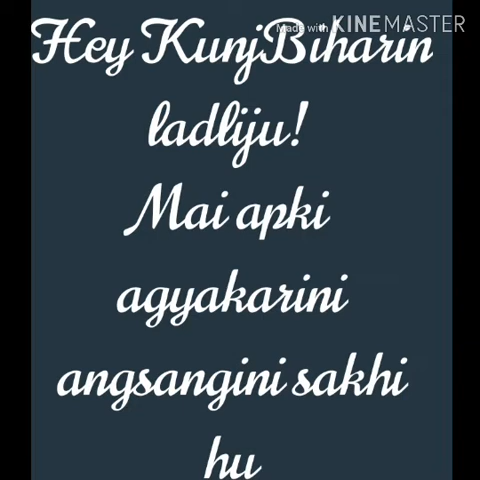 Made with KINEMASTER
Hey KunjBiharin
ladliju!
Mai apki
agyakarini
angsangini sakhi
hu